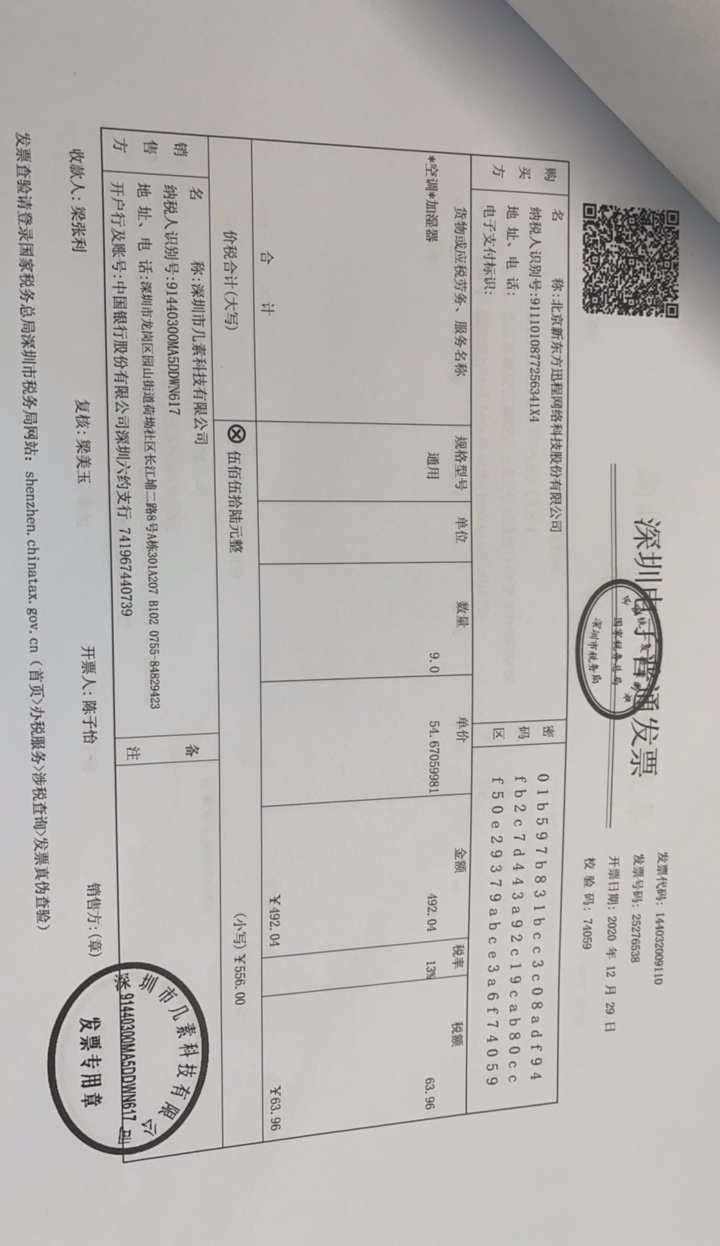 深圳电子普通发票
国家税务总局
深圳市税务局
发票代码: 144032009110
发票号码: 25276538
开票日期: 2020 年 12 月 29 日
校 验 码: 74059
购买方
名 称:北京新东方迅程网络科技股份有限公司
纳税人识别号:9111010877256341X4
地 址、电 话:
电子支付标识:
密码区
01b597b831bcc3c08adf94
fb2c7d443a92c19cab80cc
f50e29379abce3a6f74059
货物或应税劳务、服务名称 规格型号 单位 数量 单价 金额 税率 税额
*空调*加湿器 通用 9.0 54.67059981 492.04 13% 63.96
合 计 ¥492.04 ¥63.96
价税合计(大写) ⊗ 伍佰伍拾陆元整 (小写)¥556.00
销售方
名 称:深圳市几素科技有限公司
纳税人识别号:91440300MA5DDWN617
地 址、电 话:深圳市龙岗区园山街道荷坳社区长江埔二路8号A栋301A207 B102 0755-84829423
开户行及账号:中国银行股份有限公司深圳六约支行 741967440739
备注
收款人: 梁张利 复核: 梁美玉 开票人: 陈子怡 销售方:(章)
深圳市几素科技有限公司
91440300MA5DDWN617
发票专用章
发票查验请登录国家税务总局深圳市税务局网站: shenzhen.chinatax.gov.cn (首页>办税服务>涉税查询>发票真伪查验)